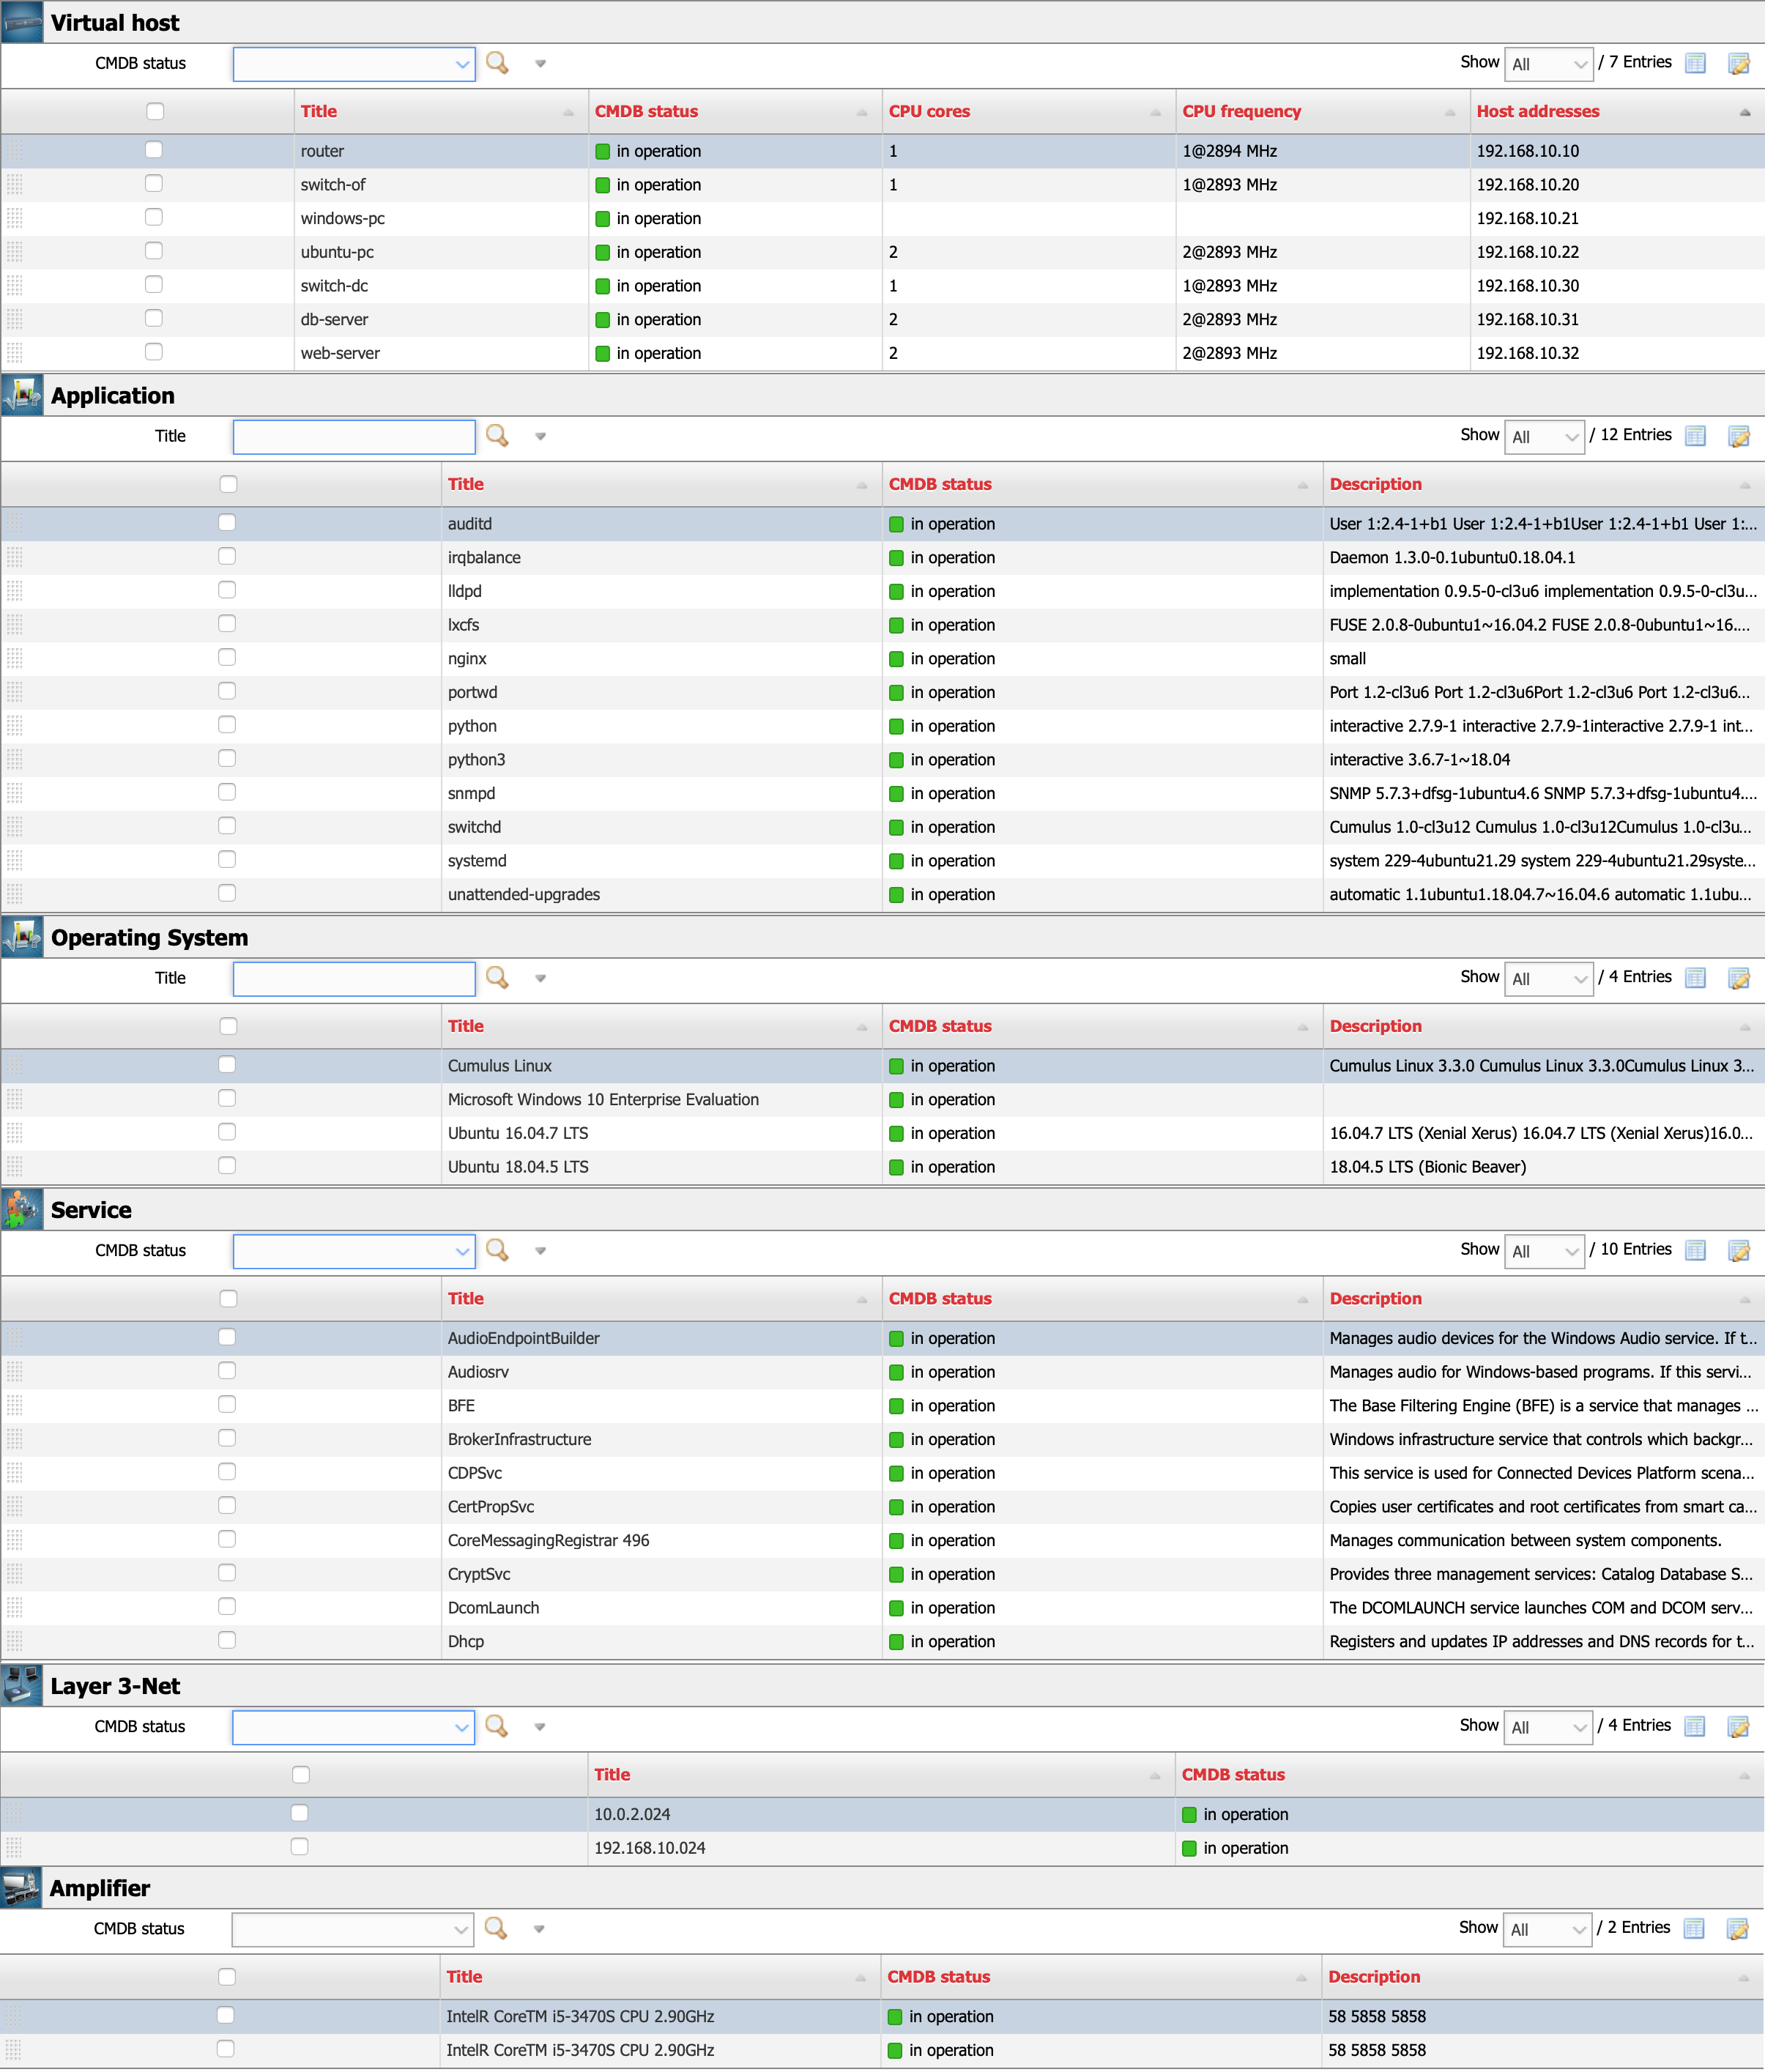 Virtual host
CMDB status Show All / 7 Entries
Title CMDB status CPU cores CPU frequency Host addresses
router in operation 1 1@2894 MHz 192.168.10.10
switch-of in operation 1 1@2893 MHz 192.168.10.20
windows-pc in operation 192.168.10.21
ubuntu-pc in operation 2 2@2893 MHz 192.168.10.22
switch-dc in operation 1 1@2893 MHz 192.168.10.30
db-server in operation 2 2@2893 MHz 192.168.10.31
web-server in operation 2 2@2893 MHz 192.168.10.32
Application
Title Show All / 12 Entries
Title CMDB status Description
auditd in operation User 1:2.4-1+b1 User 1:2.4-1+b1User 1:2.4-1+b1 User 1:...
irqbalance in operation Daemon 1.3.0-0.1ubuntu0.18.04.1
lldpd in operation implementation 0.9.5-0-cl3u6 implementation 0.9.5-0-cl3u...
lxcfs in operation FUSE 2.0.8-0ubuntu1~16.04.2 FUSE 2.0.8-0ubuntu1~16....
nginx in operation small
portwd in operation Port 1.2-cl3u6 Port 1.2-cl3u6Port 1.2-cl3u6 Port 1.2-cl3u6...
python in operation interactive 2.7.9-1 interactive 2.7.9-1interactive 2.7.9-1 int...
python3 in operation interactive 3.6.7-1~18.04
snmpd in operation SNMP 5.7.3+dfsg-1ubuntu4.6 SNMP 5.7.3+dfsg-1ubuntu4....
switchd in operation Cumulus 1.0-cl3u12 Cumulus 1.0-cl3u12Cumulus 1.0-cl3u...
systemd in operation system 229-4ubuntu21.29 system 229-4ubuntu21.29syste...
unattended-upgrades in operation automatic 1.1ubuntu1.18.04.7~16.04.6 automatic 1.1ubu...
Operating System
Title Show All / 4 Entries
Title CMDB status Description
Cumulus Linux in operation Cumulus Linux 3.3.0 Cumulus Linux 3.3.0Cumulus Linux 3...
Microsoft Windows 10 Enterprise Evaluation in operation
Ubuntu 16.04.7 LTS in operation 16.04.7 LTS (Xenial Xerus) 16.04.7 LTS (Xenial Xerus)16.0...
Ubuntu 18.04.5 LTS in operation 18.04.5 LTS (Bionic Beaver)
Service
CMDB status Show All / 10 Entries
Title CMDB status Description
AudioEndpointBuilder in operation Manages audio devices for the Windows Audio service. If t...
Audiosrv in operation Manages audio for Windows-based programs. If this servi...
BFE in operation The Base Filtering Engine (BFE) is a service that manages ...
BrokerInfrastructure in operation Windows infrastructure service that controls which backgr...
CDPSvc in operation This service is used for Connected Devices Platform scena...
CertPropSvc in operation Copies user certificates and root certificates from smart ca...
CoreMessagingRegistrar 496 in operation Manages communication between system components.
CryptSvc in operation Provides three management services: Catalog Database S...
DcomLaunch in operation The DCOMLAUNCH service launches COM and DCOM serv...
Dhcp in operation Registers and updates IP addresses and DNS records for t...
Layer 3-Net
CMDB status Show All / 4 Entries
Title CMDB status
10.0.2.024 in operation
192.168.10.024 in operation
Amplifier
CMDB status Show All / 2 Entries
Title CMDB status Description
IntelR CoreTM i5-3470S CPU 2.90GHz in operation 58 5858 5858
IntelR CoreTM i5-3470S CPU 2.90GHz in operation 58 5858 5858